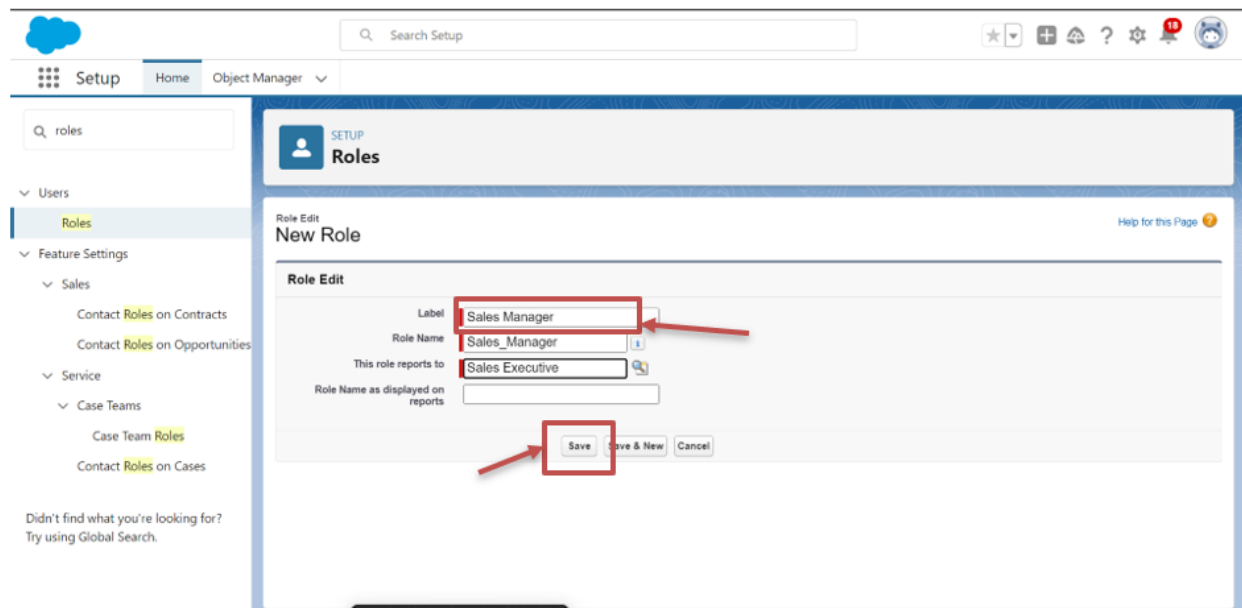 Search Setup
18
Setup
Home
Object Manager
roles
Users
Roles
Feature Settings
Sales
Contact Roles on Contracts
Contact Roles on Opportunities
Service
Case Teams
Case Team Roles
Contact Roles on Cases
Didn't find what you're looking for?
Try using Global Search.
SETUP
Roles
Role Edit
New Role
Help for this Page
Role Edit
Label Sales Manager
Role Name Sales_Manager
This role reports to Sales Executive
Role Name as displayed on
reports
Save Save & New Cancel